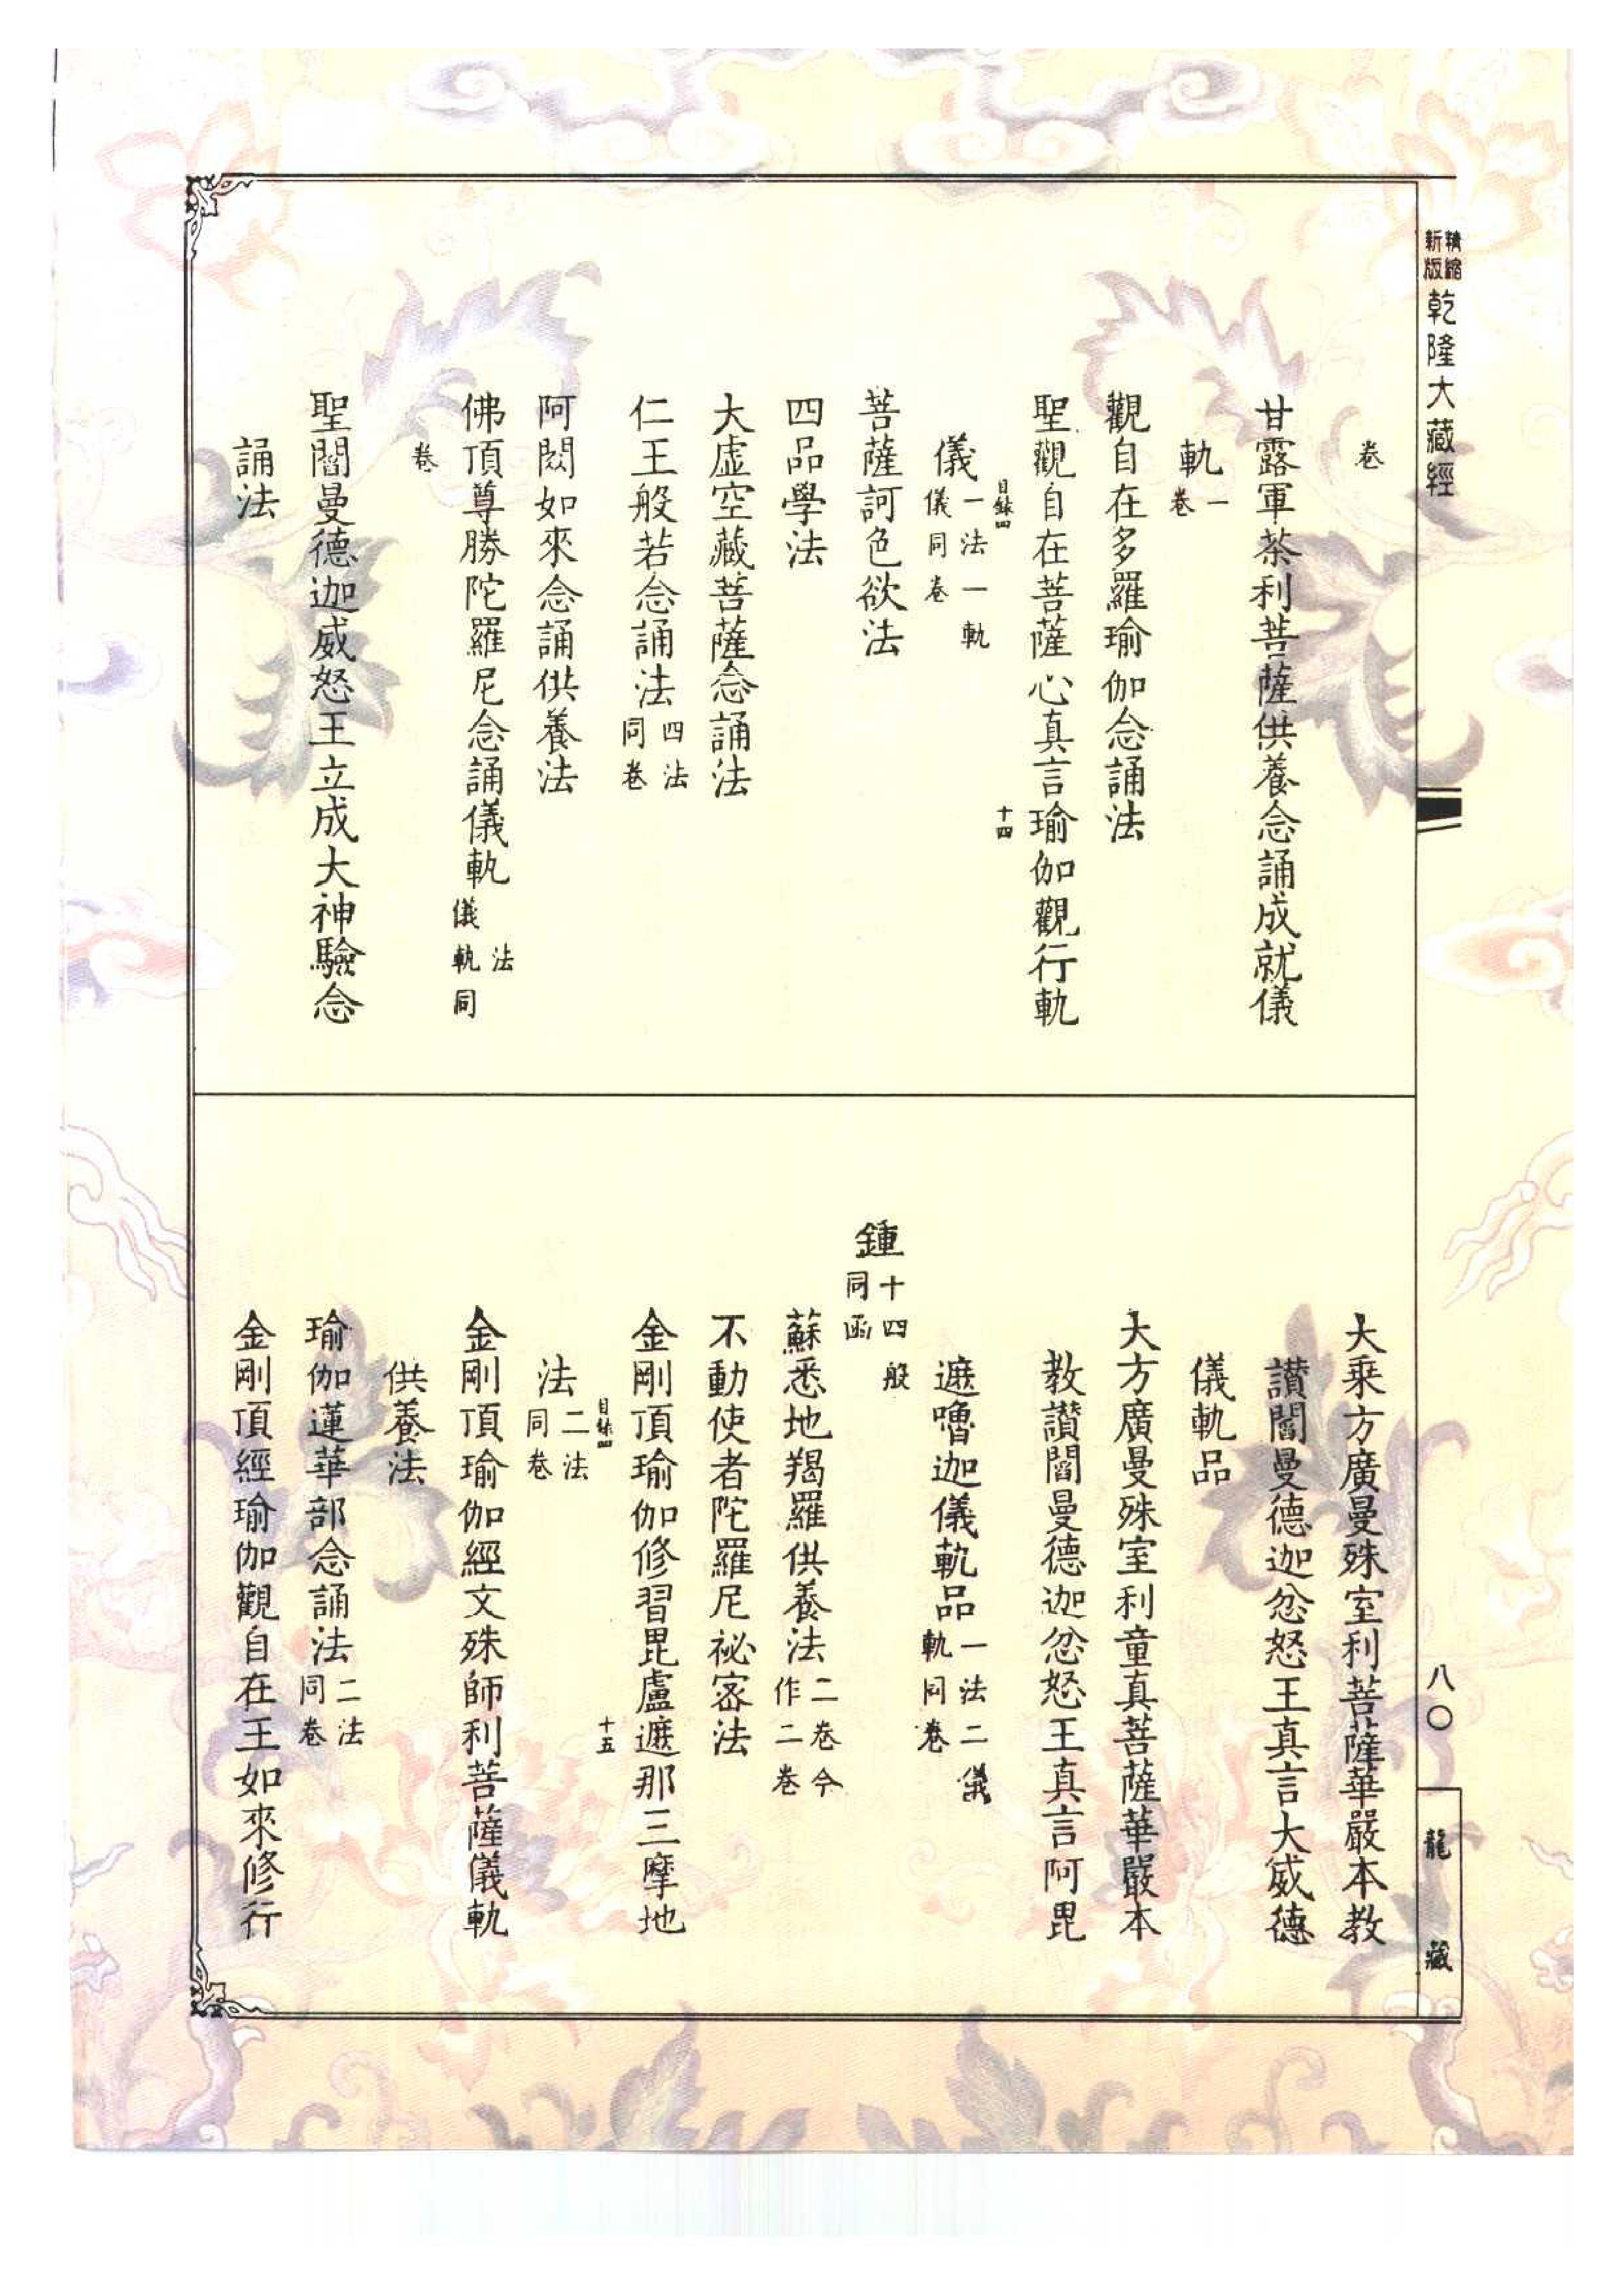 精縮
新版
乾隆大藏經
八〇
龍藏
卷
甘露軍荼利菩薩供養念誦成就儀
軌一卷
觀自在多羅瑜伽念誦法
聖觀自在菩薩心真言瑜伽觀行軌
目錄四 十四
儀一法一軌
儀同卷
菩薩訶色欲法
四品學法
大虛空藏菩薩念誦法
仁王般若念誦法四法
同卷
阿閦如來念誦供養法
佛頂尊勝陀羅尼念誦儀軌法
儀軌同
卷
聖閻曼德迦威怒王立成大神驗念
誦法
大乘方廣曼殊室利菩薩華嚴本教
讚閻曼德迦忿怒王真言大威德
儀軌品
大方廣曼殊室利童真菩薩華嚴本
教讚閻曼德迦忿怒王真言阿毘
遮嚕迦儀軌品一法二儀
軌同卷
鍾十四般
同函
蘇悉地羯羅供養法二卷今
作二卷
不動使者陀羅尼祕密法
金剛頂瑜伽修習毘盧遮那三摩地
目錄四 十五
法二法
同卷
金剛頂瑜伽經文殊師利菩薩儀軌
供養法
瑜伽蓮華部念誦法二法
同卷
金剛頂經瑜伽觀自在王如來修行